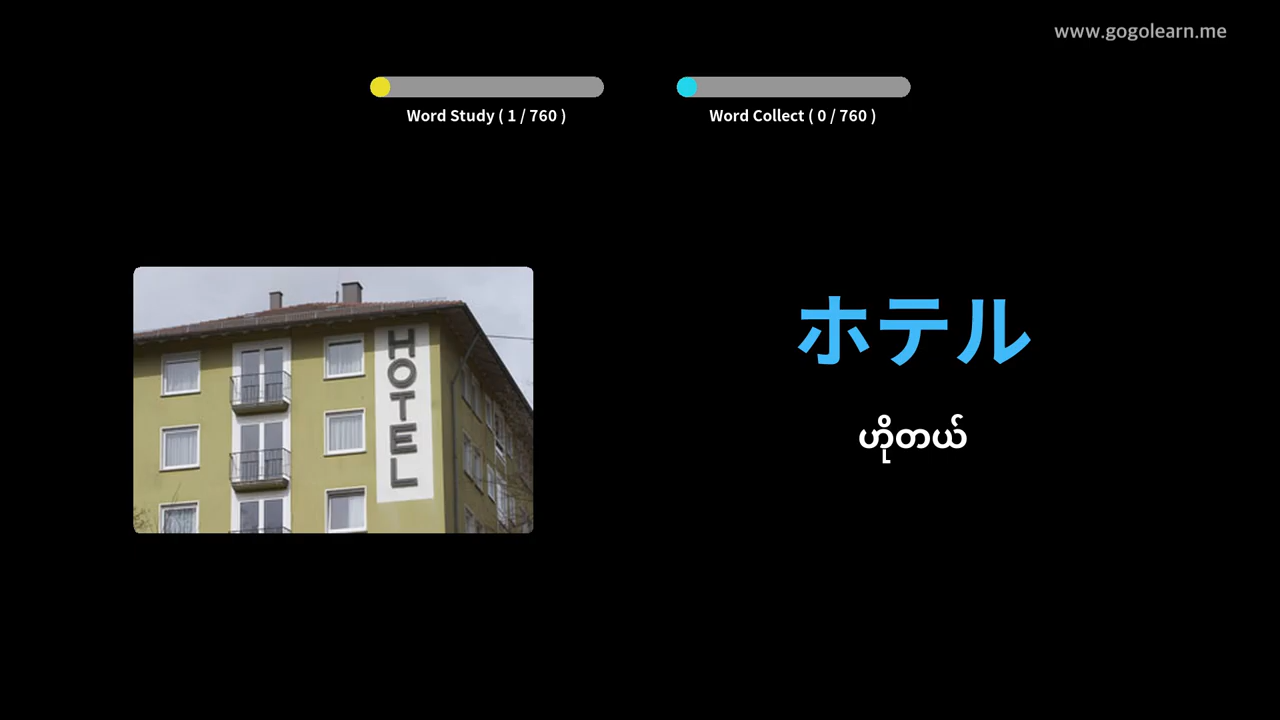 www.gogolearn.me
Word Study ( 1 / 760 )
Word Collect ( 0 / 760 )
HOTEL
ホテル
ဟိုတယ်